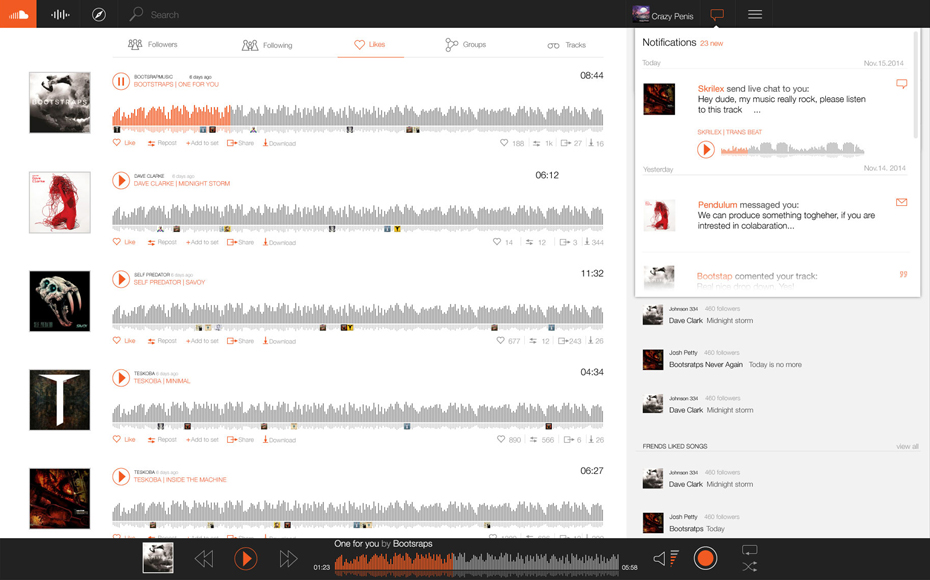 Search
Crazy Penis
Followers
Following
Likes
Groups
Tracks
BOOTSTRAPS
BOOTSRAPMUSIC 8 days ago
08:44
BOOTSTRAPS | ONE FOR YOU
Like
Repost
+Add to set
Share
Download
188
1k
27
16
DAVE CLARKE 6 days ago
06:12
DAVE CLARKE | MIDNIGHT STORM
Like
Repost
+Add to set
Share
Download
14
12
3
344
SELF PREDATOR 6 days ago
11:32
SELF PREDATOR | SAVOY
Like
Repost
+Add to set
Share
Download
677
12
243
26
TESKOBA 6 days ago
04:34
TESKOBA | MINIMAL
Like
Repost
+Add to set
Share
Download
890
566
6
26
TESKOBA 6 days ago
06:27
TESKOBA | INSIDE THE MACHINE
Notifications 23 new
Today
Nov.15.2014
Skrilex send live chat to you:
Hey dude, my music really rock, please listen
to this track ...
SKRILEX | TRANS BEAT
Yesterday
Nov.14. 2014
Pendulum messaged you:
We can produce something togheher, if you are
intrested in colabaration...
Bootstap comented your track:
Real nice drop down. Yes!
Johnson 334 460 followers
Dave Clark Midnight storm
Josh Petty 460 followers
Bootsratps Never Again Today is no more
Johnson 334 460 followers
Dave Clark Midnight storm
FRENDS LIKED SONGS
view all
Johnson 334 460 followers
Dave Clark Midnight storm
Josh Petty 460 followers
Bootsratps Today
One for you by Bootsraps
01:23
05:58